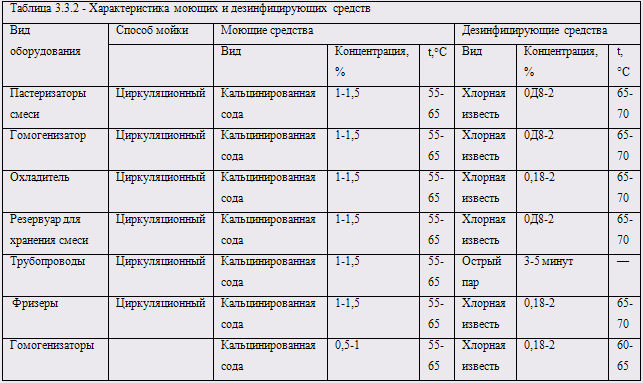 Таблица 3.3.2 - Характеристика моющих и дезинфицирующих средств
Вид оборудования Способ мойки Моющие средства Дезинфицирующие средства
Вид Концентрация, % t,°C Вид Концентрация, % t, °C
Пастеризаторы смеси Циркуляционный Кальцинированная сода 1-1,5 55-65 Хлорная известь 0Д8-2 65-70
Гомогенизатор Циркуляционный Кальцинированная сода 1-1,5 55-65 Хлорная известь 0Д8-2 65-70
Охладитель Циркуляционный Кальцинированная сода 1-1,5 55-65 Хлорная известь 0,18-2 65-70
Резервуар для хранения смеси Циркуляционный Кальцинированная сода 1-1,5 55-65 Хлорная известь 0Д8-2 65-70
Трубопроводы Циркуляционный Кальцинированная сода 1-1,5 55-65 Острый пар 3-5 минут —
Фризеры Циркуляционный Кальцинированная сода 1-1,5 55-65 Хлорная известь 0,18-2 65-70
Гомогенизаторы Кальцинированная сода 0,5-1 55-65 Хлорная известь 0,18-2 60-65